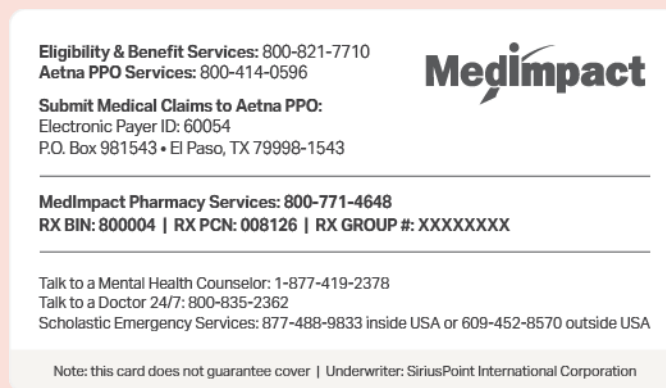 Eligibility & Benefit Services: 800-821-7710
Aetna PPO Services: 800-414-0596
Medimpact
Submit Medical Claims to Aetna PPO:
Electronic Payer ID: 60054
P.O. Box 981543 • El Paso, TX 79998-1543
MedImpact Pharmacy Services: 800-771-4648
RX BIN: 800004 | RX PCN: 008126 | RX GROUP #: XXXXXXXX
Talk to a Mental Health Counselor: 1-877-419-2378
Talk to a Doctor 24/7: 800-835-2362
Scholastic Emergency Services: 877-488-9833 inside USA or 609-452-8570 outside USA
Note: this card does not guarantee cover | Underwriter: SiriusPoint International Corporation